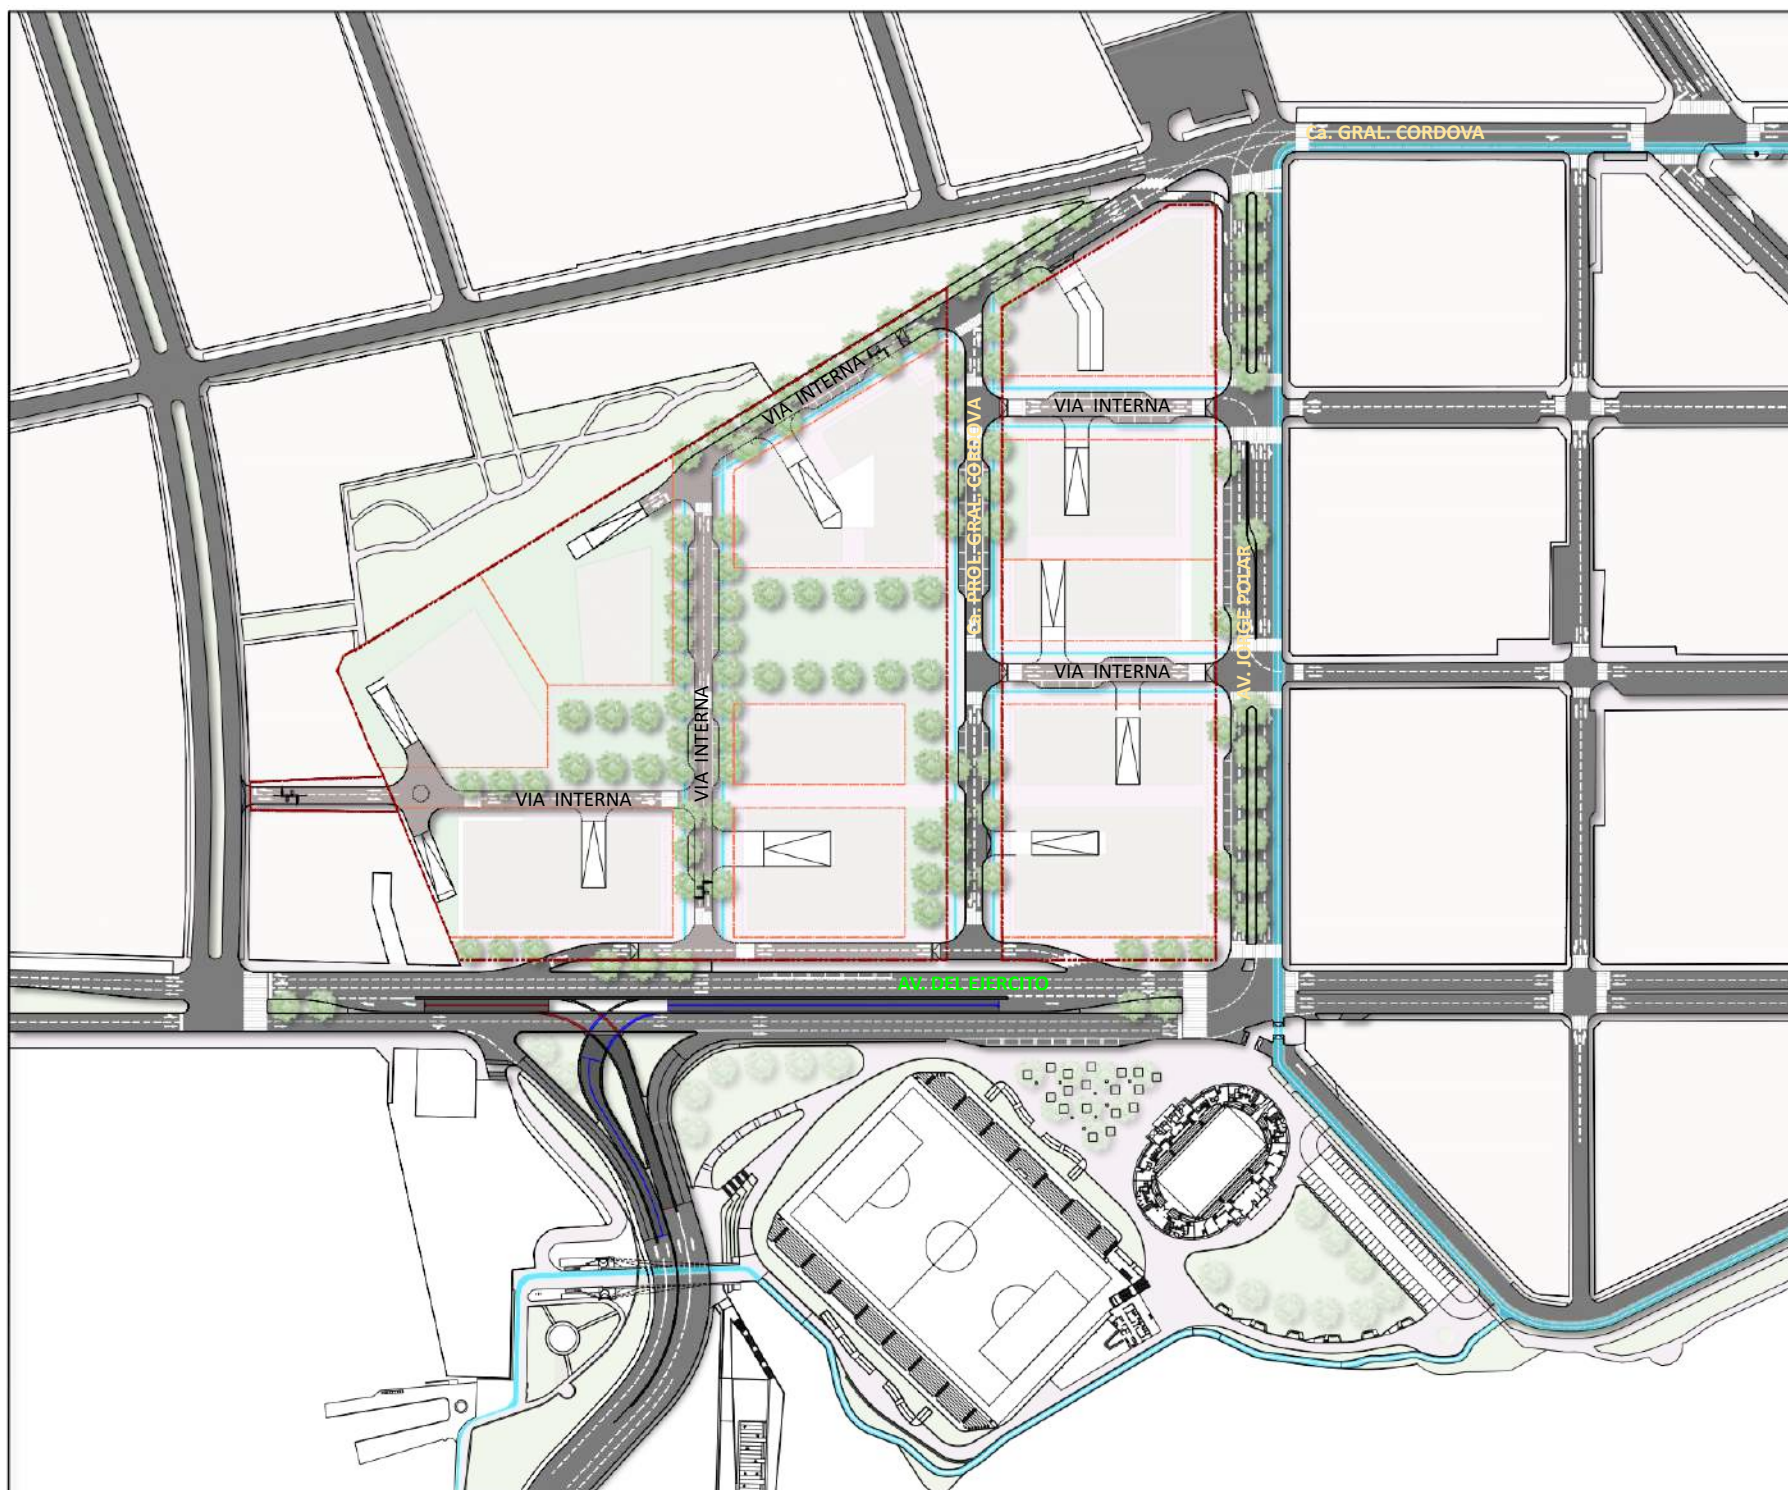 Ca. GRAL. CORDOVA
VIA INTERNA
VIA INTERNA
Ca. PROL. GRAL. CORDOVA
AV. JORGE POLAR
VIA INTERNA
VIA INTERNA
VIA INTERNA
AV. DEL EJERCITO